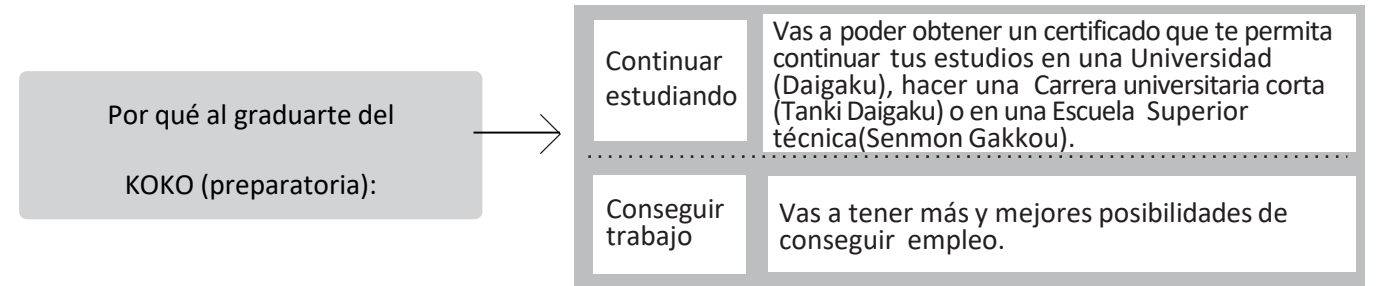 Por qué al graduarte del
KOKO (preparatoria):
Continuar
estudiando
Vas a poder obtener un certificado que te permita
continuar tus estudios en una Universidad
(Daigaku), hacer una Carrera universitaria corta
(Tanki Daigaku) o en una Escuela Superior
técnica(Senmon Gakkou).
Conseguir
trabajo
Vas a tener más y mejores posibilidades de
conseguir empleo.